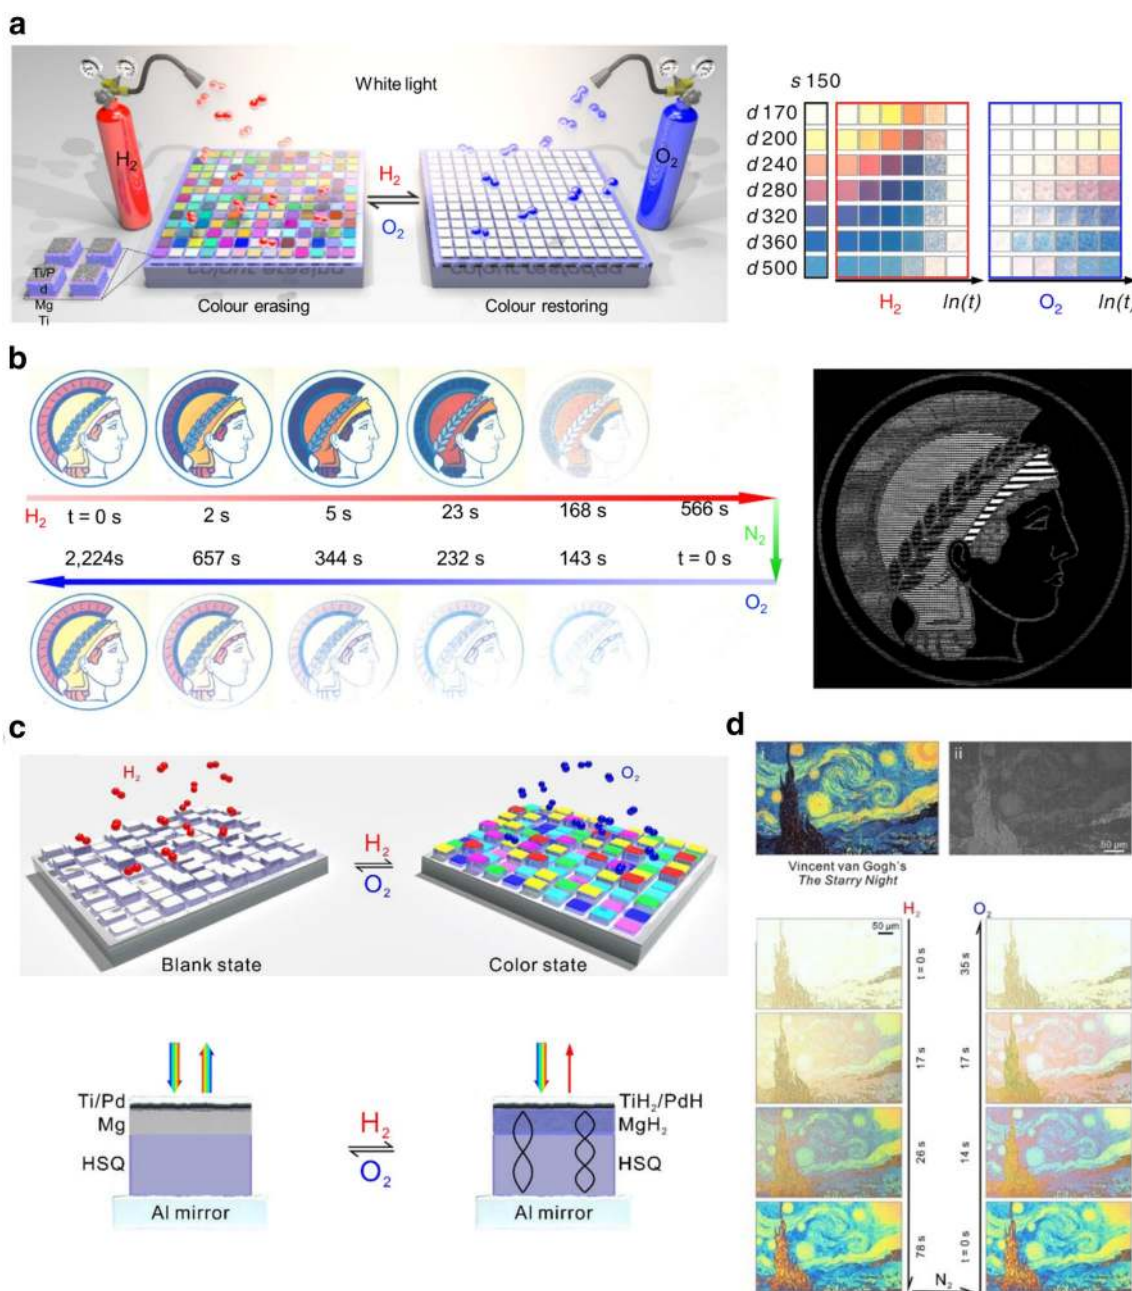 a
White light
H₂
O₂
H₂
O₂
Ti/P
d
Mg
Ti
Colour erasing
Colour restoring
s 150
d 170
d 200
d 240
d 280
d 320
d 360
d 500
H₂ ln(t) O₂ ln(t)
b
H₂ t = 0 s 2 s 5 s 23 s 168 s 566 s
N₂
2,224s 657 s 344 s 232 s 143 s t = 0 s
O₂
c
H₂
O₂
H₂
O₂
Blank state
Color state
Ti/Pd
Mg
HSQ
Al mirror
H₂
O₂
TiH₂/PdH
MgH₂
HSQ
Al mirror
d
i
ii
50 µm
Vincent van Gogh's
The Starry Night
H₂ O₂
50 µm
t = 0 s 35 s
17 s 17 s
26 s 14 s
78 s t = 0 s
N₂